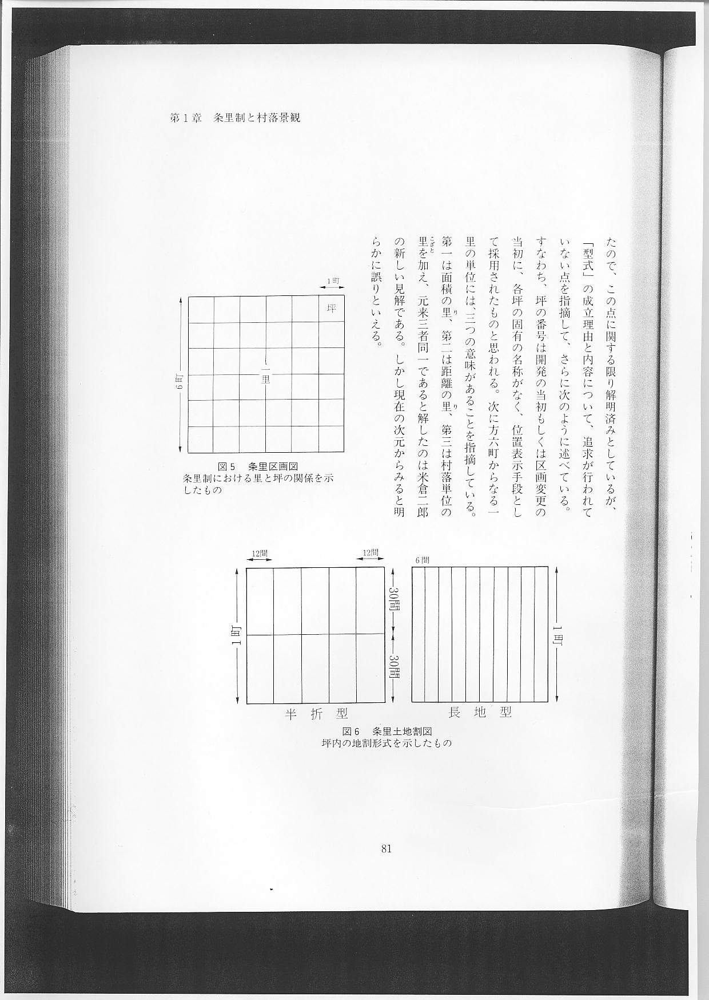 第1章　条里制と村落景観
たので、この点に関する限り解明済みとしているが、
「型式」の成立理由と内容について、追求が行われて
いない点を指摘して、さらに次のように述べている。
すなわち、坪の番号は開発の当初もしくは区画変更の
当初に、各坪の固有の名称がなく、位置表示手段とし
て採用されたものと思われる。次に方六町からなる一
里の単位には、三つの意味があることを指摘している。
第一は面積の里り、第二は距離の里り、第三は村落単位の
里こざとを加え、元来三者同一であると解したのは米倉二郎
の新しい見解である。しかし現在の次元からみると明
らかに誤りといえる。
1町
坪
6町
一里
図5　条里区画図
条里制における里と坪の関係を示
したもの
12間
12間
6間
1町
30間
30間
1町
半折型
長地型
図6　条里土地割図
坪内の地割形式を示したもの
81